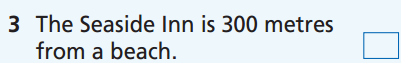 3 The Seaside Inn is 300 metres
from a beach.